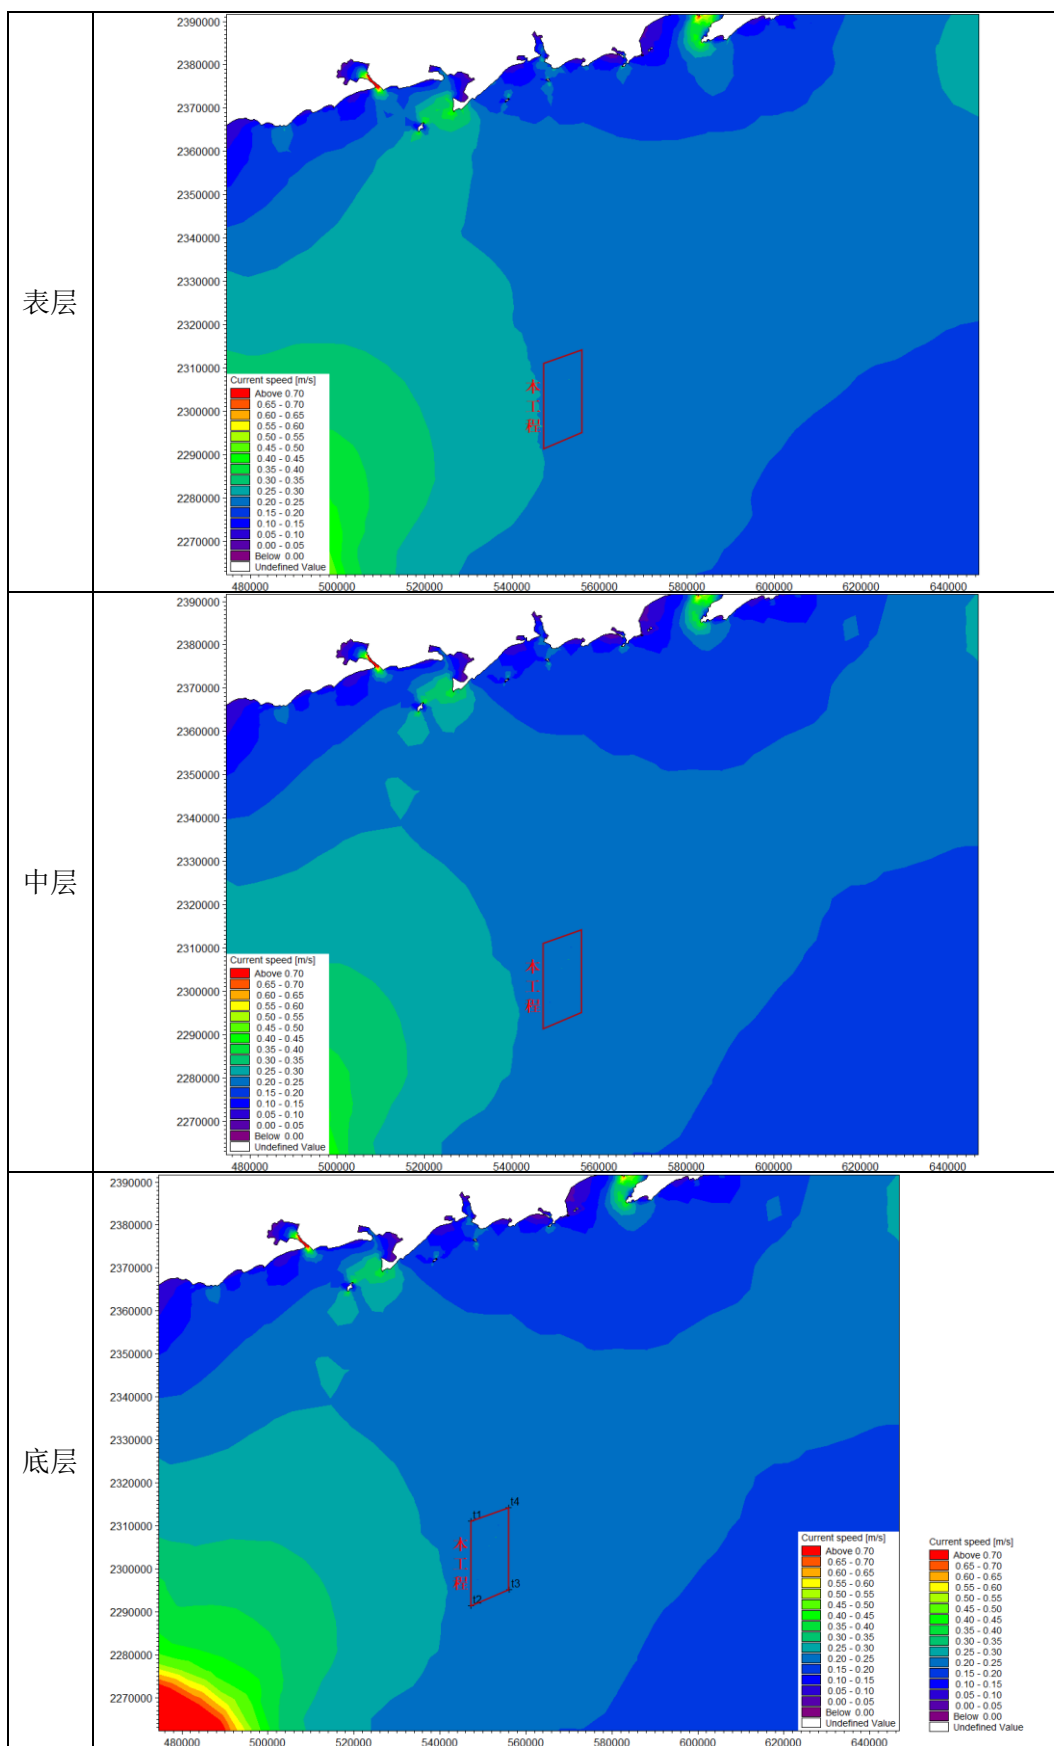 表层
2390000
2380000
2370000
2360000
2350000
2340000
2330000
2320000
2310000
2300000
2290000
2280000
2270000
本
工
程
Current speed [m/s]
Above 0.70
0.65 - 0.70
0.60 - 0.65
0.55 - 0.60
0.50 - 0.55
0.45 - 0.50
0.40 - 0.45
0.35 - 0.40
0.30 - 0.35
0.25 - 0.30
0.20 - 0.25
0.15 - 0.20
0.10 - 0.15
0.05 - 0.10
0.00 - 0.05
Below 0.00
Undefined Value
480000 500000 520000 540000 560000 580000 600000 620000 640000
中层
2390000
2380000
2370000
2360000
2350000
2340000
2330000
2320000
2310000
2300000
2290000
2280000
2270000
本
工
程
Current speed [m/s]
Above 0.70
0.65 - 0.70
0.60 - 0.65
0.55 - 0.60
0.50 - 0.55
0.45 - 0.50
0.40 - 0.45
0.35 - 0.40
0.30 - 0.35
0.25 - 0.30
0.20 - 0.25
0.15 - 0.20
0.10 - 0.15
0.05 - 0.10
0.00 - 0.05
Below 0.00
Undefined Value
480000 500000 520000 540000 560000 580000 600000 620000 640000
底层
2390000
2380000
2370000
2360000
2350000
2340000
2330000
2320000
2310000
2300000
2290000
2280000
2270000
t1
t4
t2
t3
本
工
程
Current speed [m/s]
Above 0.70
0.65 - 0.70
0.60 - 0.65
0.55 - 0.60
0.50 - 0.55
0.45 - 0.50
0.40 - 0.45
0.35 - 0.40
0.30 - 0.35
0.25 - 0.30
0.20 - 0.25
0.15 - 0.20
0.10 - 0.15
0.05 - 0.10
0.00 - 0.05
Below 0.00
Undefined Value
Current speed [m/s]
Above 0.70
0.65 - 0.70
0.60 - 0.65
0.55 - 0.60
0.50 - 0.55
0.45 - 0.50
0.40 - 0.45
0.35 - 0.40
0.30 - 0.35
0.25 - 0.30
0.20 - 0.25
0.15 - 0.20
0.10 - 0.15
0.05 - 0.10
0.00 - 0.05
Below 0.00
Undefined Value
480000 500000 520000 540000 560000 580000 600000 620000 640000